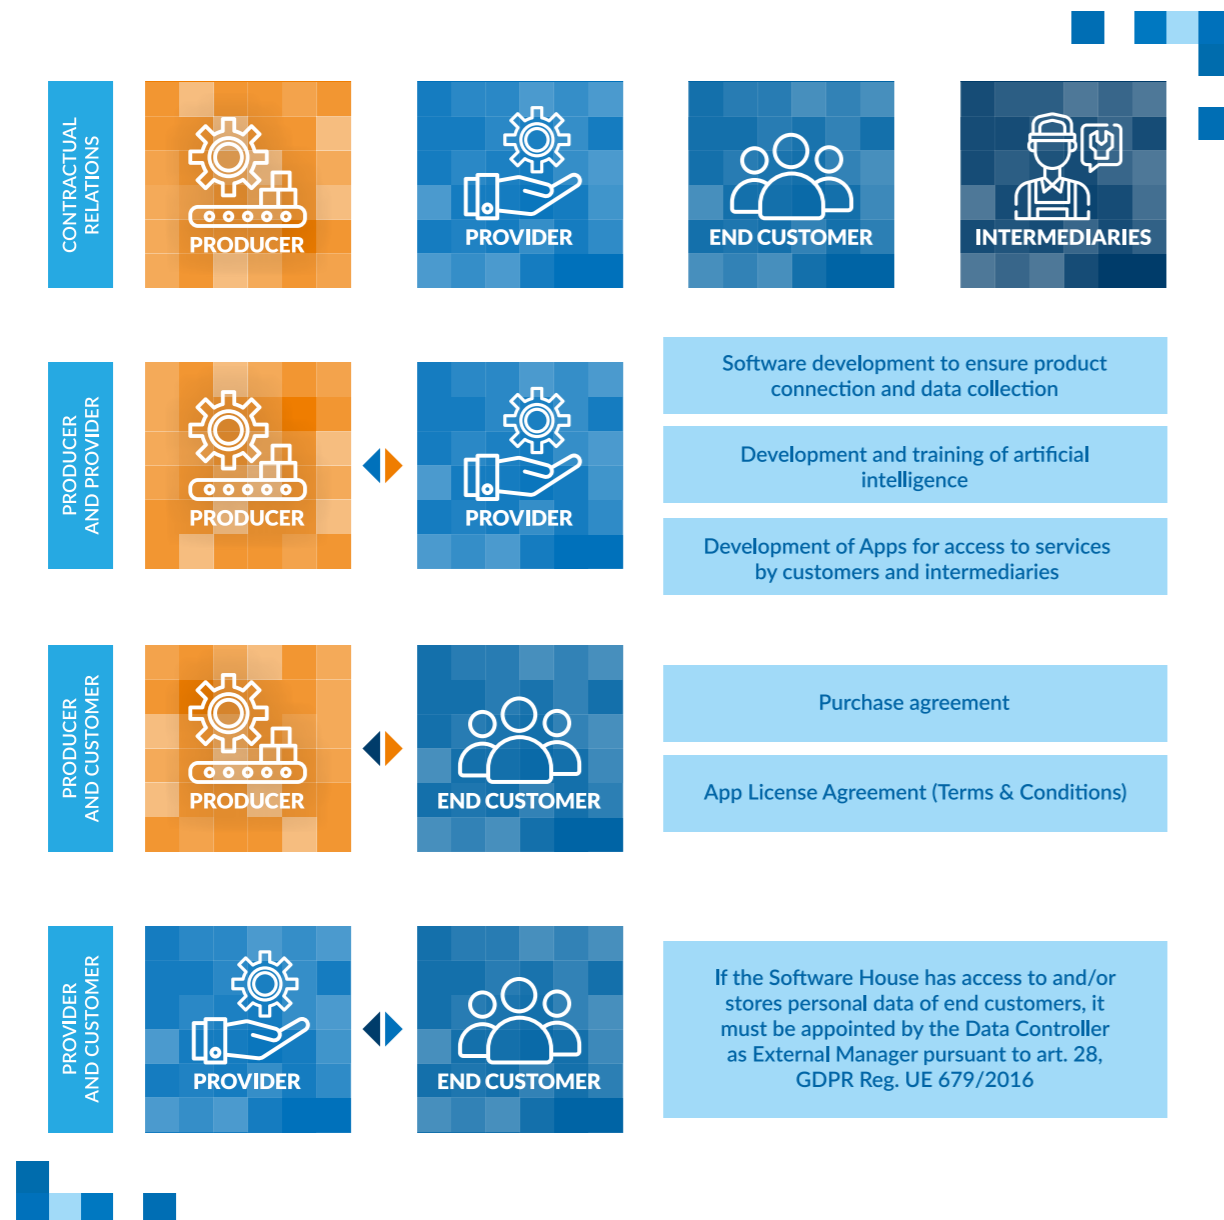 CONTRACTUAL
RELATIONS
PRODUCER
PROVIDER
END CUSTOMER
INTERMEDIARIES
PRODUCER
AND PROVIDER
PRODUCER
PROVIDER
Software development to ensure product
connection and data collection
Development and training of artificial
intelligence
Development of Apps for access to services
by customers and intermediaries
PRODUCER
AND CUSTOMER
PRODUCER
END CUSTOMER
Purchase agreement
App License Agreement (Terms & Conditions)
PROVIDER
AND CUSTOMER
PROVIDER
END CUSTOMER
If the Software House has access to and/or
stores personal data of end customers, it
must be appointed by the Data Controller
as External Manager pursuant to art. 28,
GDPR Reg. UE 679/2016